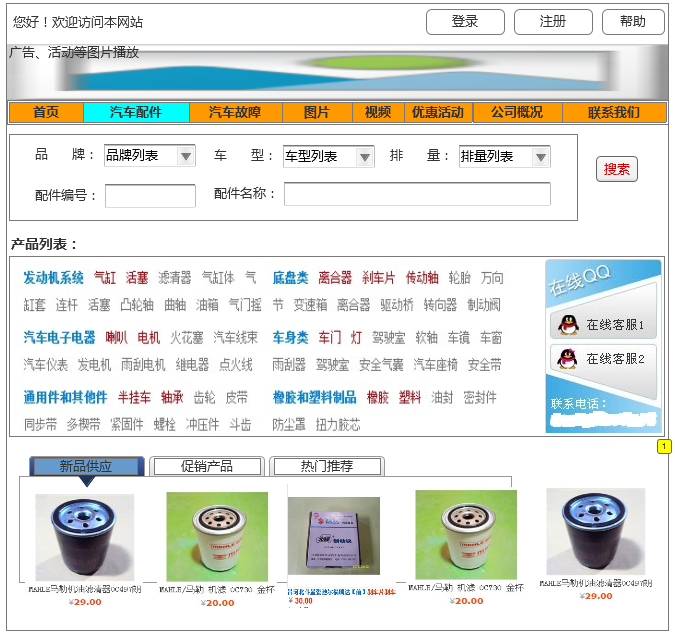 您好！欢迎访问本网站 登录 注册 帮助
广告、活动等图片播放
首页 汽车配件 汽车故障 图片 视频 优惠活动 公司概况 联系我们
品 牌： 品牌列表 车 型： 车型列表 排 量： 排量列表 搜索
配件编号： 配件名称：
产品列表：
发动机系统 气缸 活塞 滤清器 气缸体 气
缸套 连杆 活塞 凸轮轴 曲轴 油箱 气门摇
底盘类 离合器 刹车片 传动轴 轮胎 万向
节 变速箱 离合器 驱动桥 转向器 制动阀
汽车电子电器 喇叭 电机 火花塞 汽车线束
汽车仪表 发电机 雨刮电机 继电器 点火线
车身类 车门 灯 驾驶室 软轴 车镜 车窗
雨刮器 驾驶室 安全气囊 汽车座椅 安全带
通用件和其他件 半挂车 轴承 齿轮 皮带
同步带 多楔带 紧固件 螺栓 冲压件 斗齿
橡胶和塑料制品 橡胶 塑料 油封 密封件
防尘罩 扭力胶芯
在线QQ
在线客服1
在线客服2
联系电话：
1
新品供应 促销产品 热门推荐
MAHLE马勒机油滤清器OC497朗
¥29.00
MAHLE/马勒 机滤 OC730 金杯
¥20.00
¥30.00
MAHLE/马勒 机滤 OC730 金杯
¥20.00
MAHLE马勒机油滤清器OC497朗
¥29.00